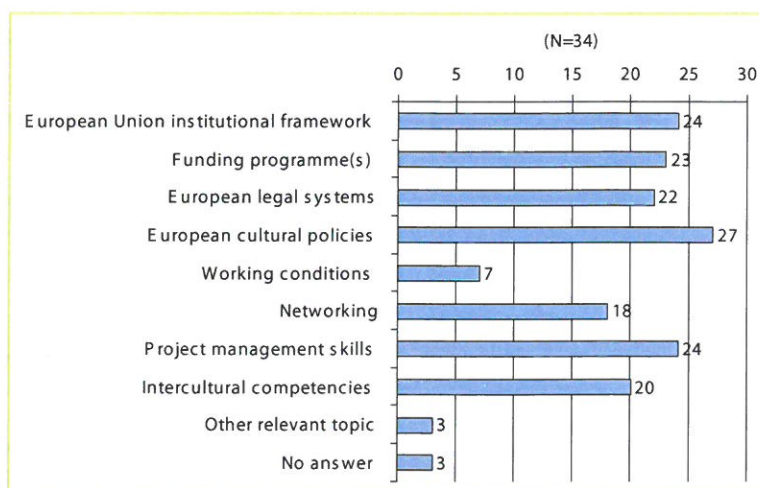 (N=34)
0 5 10 15 20 25 30
European Union institutional framework 24
Funding programme(s) 23
European legal systems 22
European cultural policies 27
Working conditions 7
Networking 18
Project management skills 24
Intercultural competencies 20
Other relevant topic 3
No answer 3